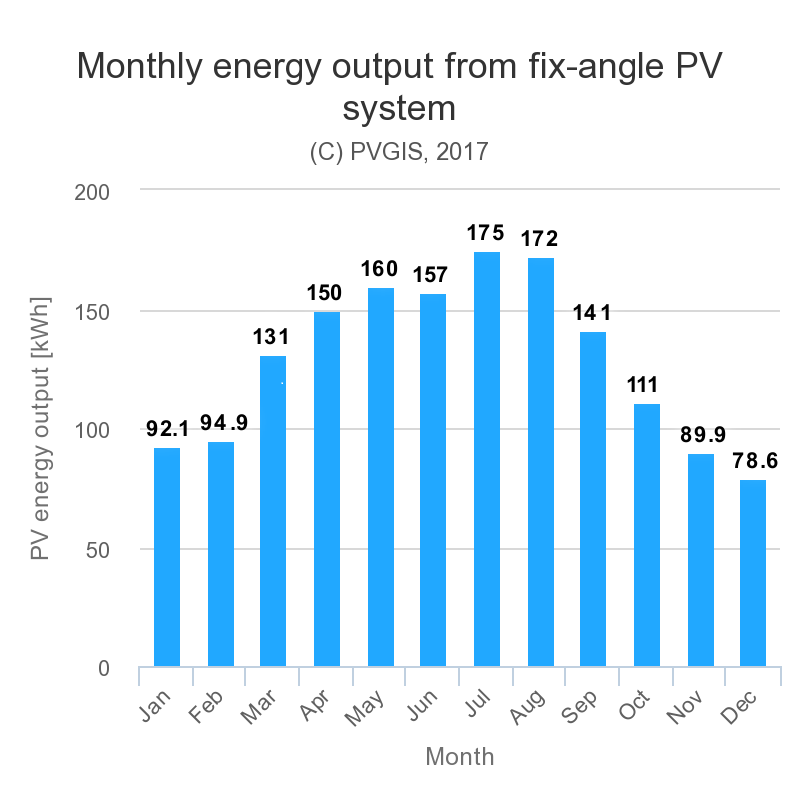 Monthly energy output from fix-angle PV
system
(C) PVGIS, 2017
PV energy output [kWh]
200
150
100
50
0
92.1
94.9
131
150
160
157
175
172
141
111
89.9
78.6
Jan
Feb
Mar
Apr
May
Jun
Jul
Aug
Sep
Oct
Nov
Dec
Month